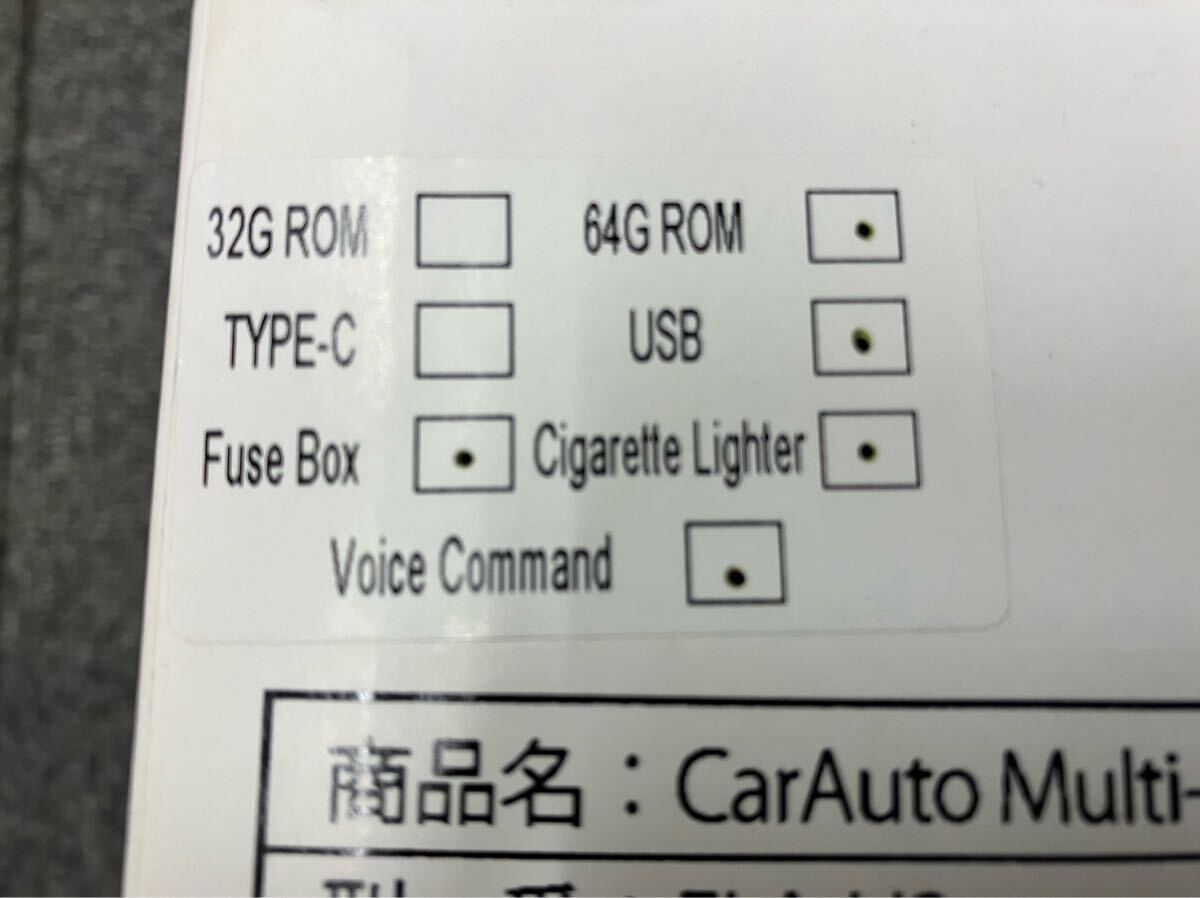 32G ROM 64G ROM
TYPE-C USB
Fuse Box Cigarette Lighter
Voice Command
商品名：CarAuto Multi-